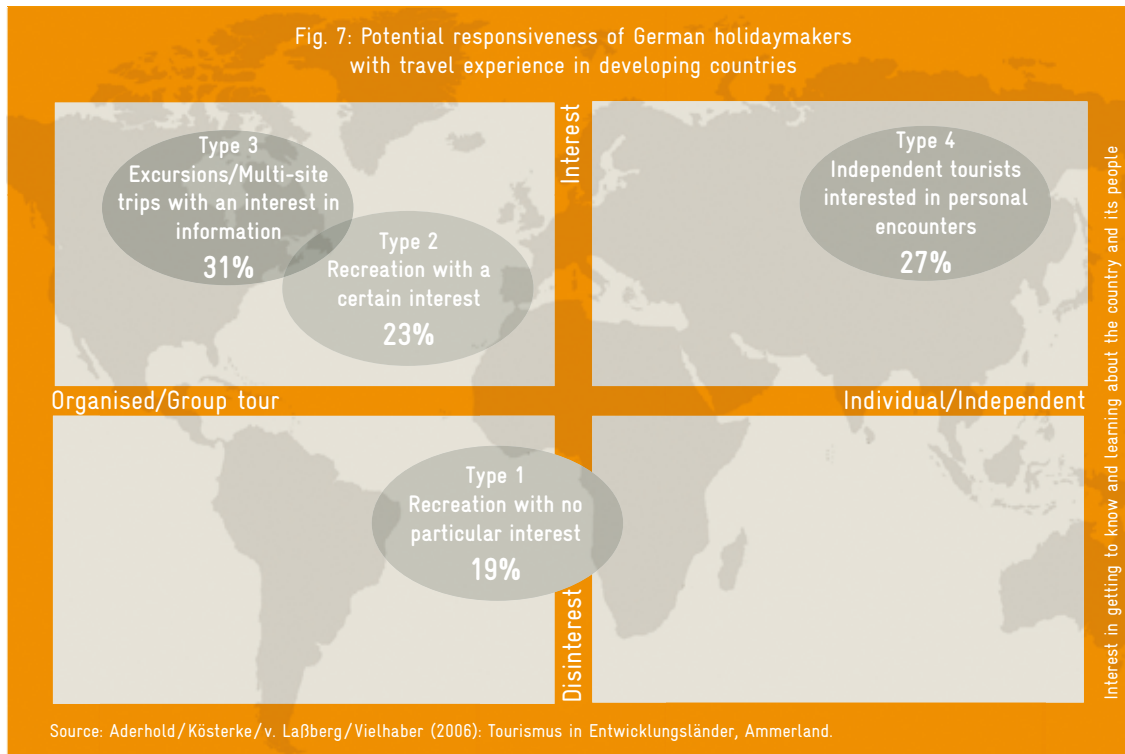 Fig. 7: Potential responsiveness of German holidaymakers
with travel experience in developing countries
Type 3
Excursions/Multi-site
trips with an interest in
information
31%
Type 2
Recreation with a
certain interest
23%
Interest
Type 4
Independent tourists
interested in personal
encounters
27%
Organised/Group tour
Individual/Independent
Type 1
Recreation with no
particular interest
19%
Disinterest
Interest in getting to know and learning about the country and its people
Source: Aderhold/Kösterke/v. Laßberg/Vielhaber (2006): Tourismus in Entwicklungsländer, Ammerland.